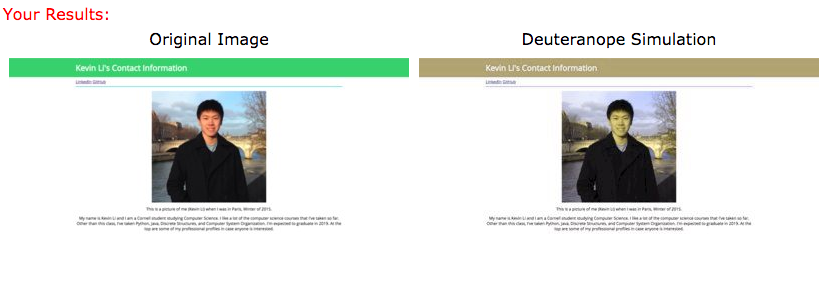 Your Results:
Original Image
Deuteranope Simulation
Kevin Li's Contact Information
LinkedIn GitHub
This is a picture of me (Kevin Li) when I was in Paris, Winter of 2015.
My name is Kevin Li and I am a Cornell student studying Computer Science. I like a lot of the computer science courses that I've taken so far.
Other than this class, I've taken Python, Java, Discrete Structures, and Computer System Organization. I'm expected to graduate in 2019. At the
top are some of my professional profiles in case anyone is interested.
Kevin Li's Contact Information
LinkedIn GitHub
This is a picture of me (Kevin Li) when I was in Paris, Winter of 2015.
My name is Kevin Li and I am a Cornell student studying Computer Science. I like a lot of the computer science courses that I've taken so far.
Other than this class, I've taken Python, Java, Discrete Structures, and Computer System Organization. I'm expected to graduate in 2019. At the
top are some of my professional profiles in case anyone is interested.